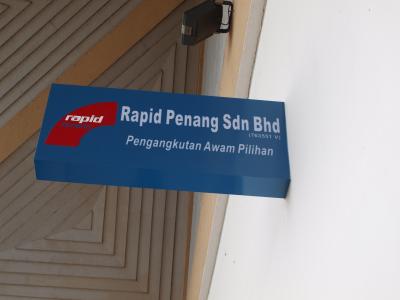 rapid
Rapid Penang Sdn Bhd
Pengangkutan Awam Pilihan